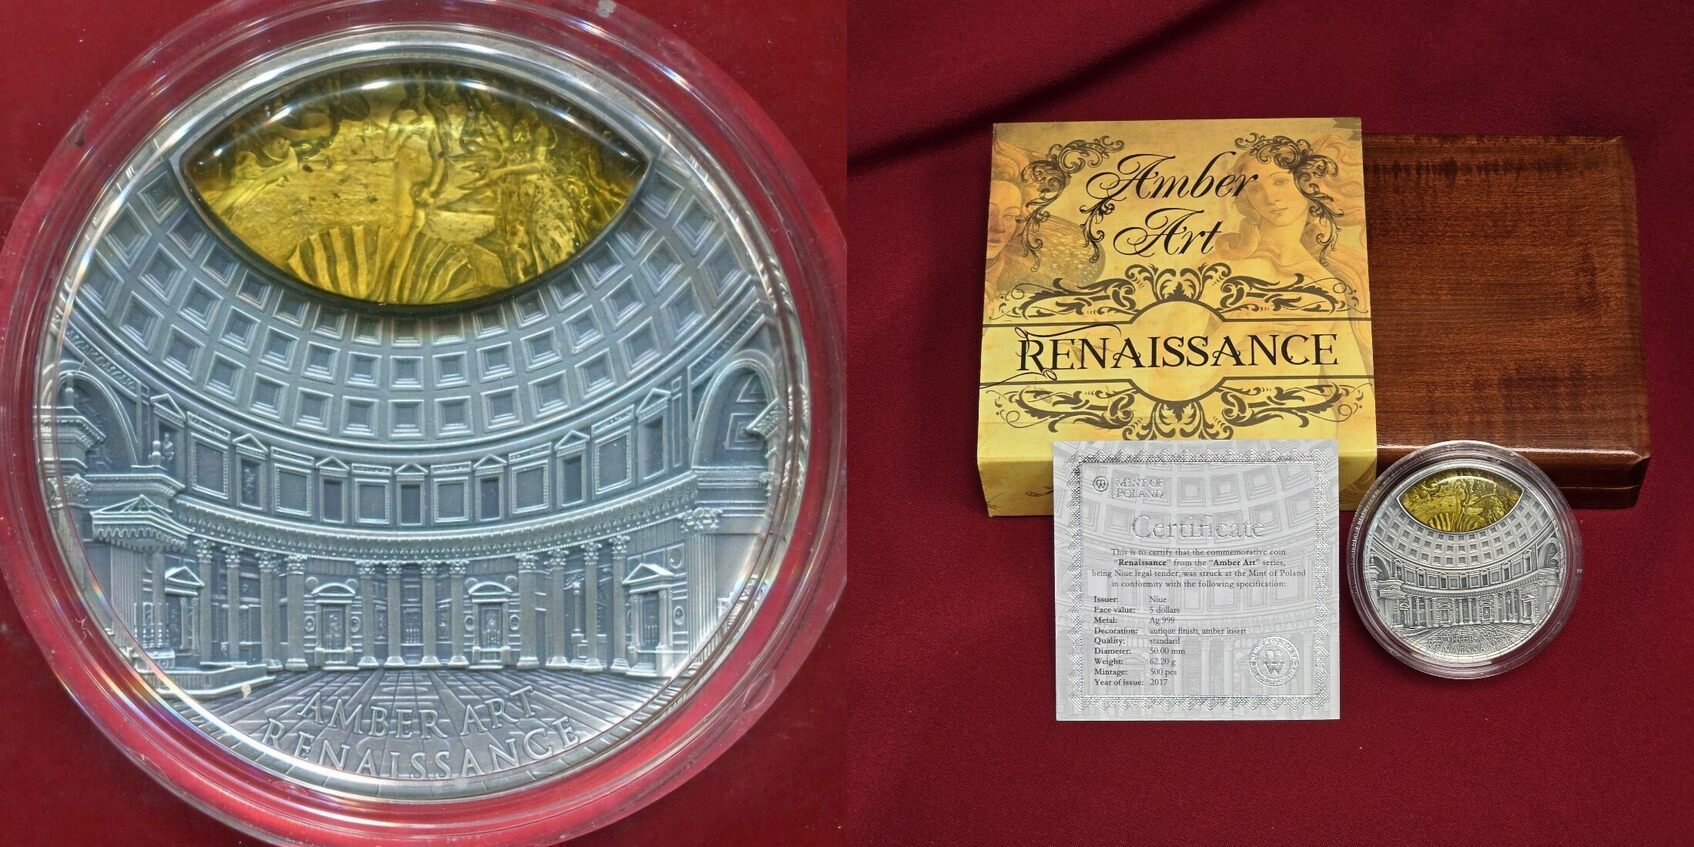 AMBER ART
RENAISSANCE
Amber
Art
RENAISSANCE
MINT OF
POLAND
Certificate
This is to certify that the commemorative coin
"Renaissance" from the "Amber Art" series,
being Niue legal tender, was struck at the Mint of Poland
in conformity with the following specification:
Issuer: Niue
Face value: 5 dollars
Metal: Ag 999
Decoration: antique finish, amber insert
Quality: standard
Diameter: 50.00 mm
Weight: 62.20 g
Mintage: 500 pcs
Year of issue: 2017
AMBER ART
RENAISSANCE